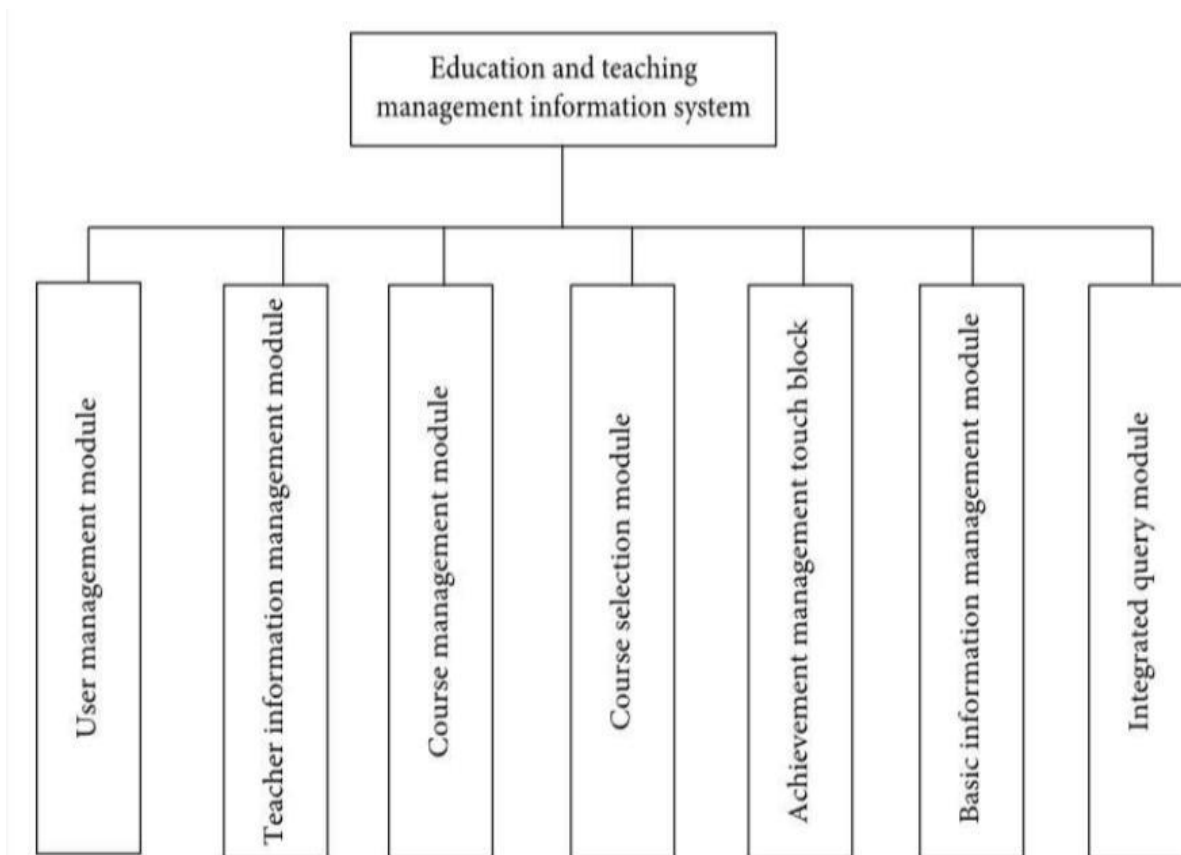 Education and teaching
management information system
User management module
Teacher information management module
Course management module
Course selection module
Achievement management touch block
Basic information management module
Integrated query module